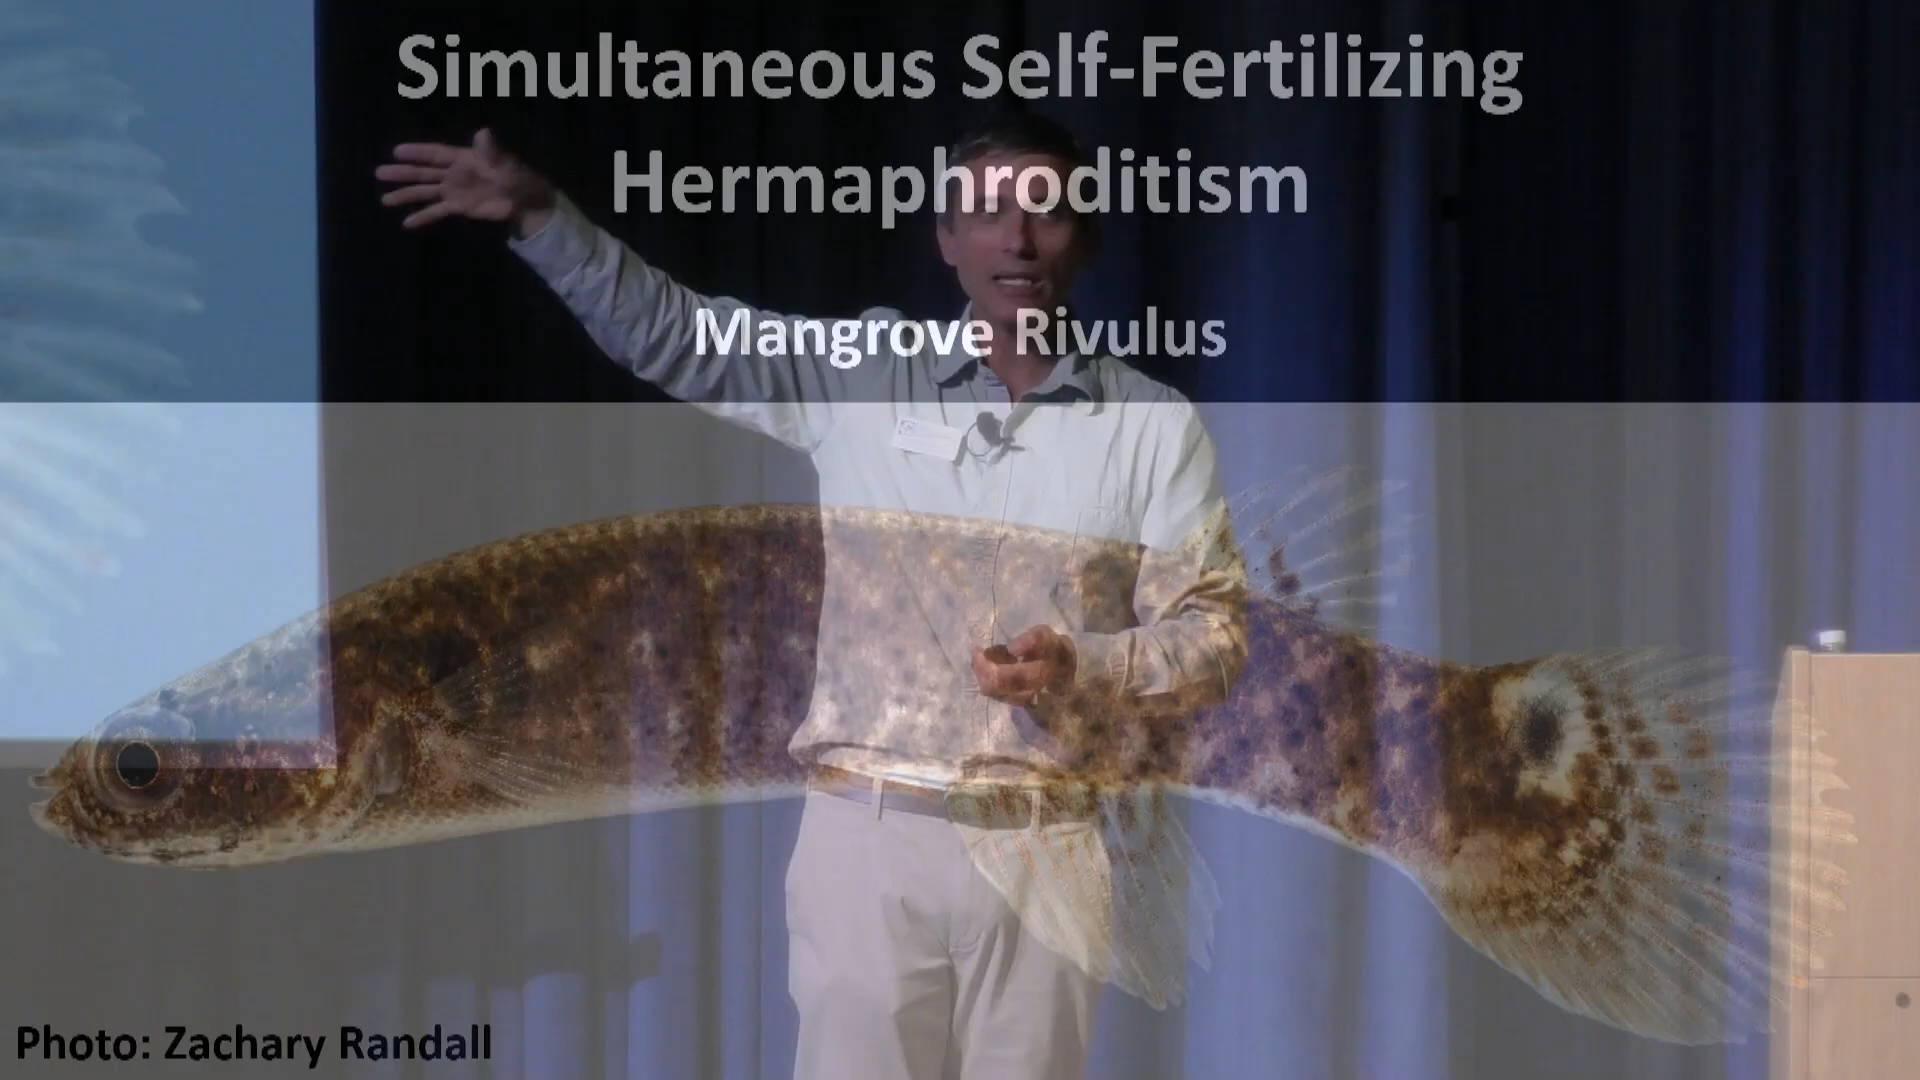 Simultaneous Self-Fertilizing
Hermaphroditism
Mangrove Rivulus
Photo: Zachary Randall